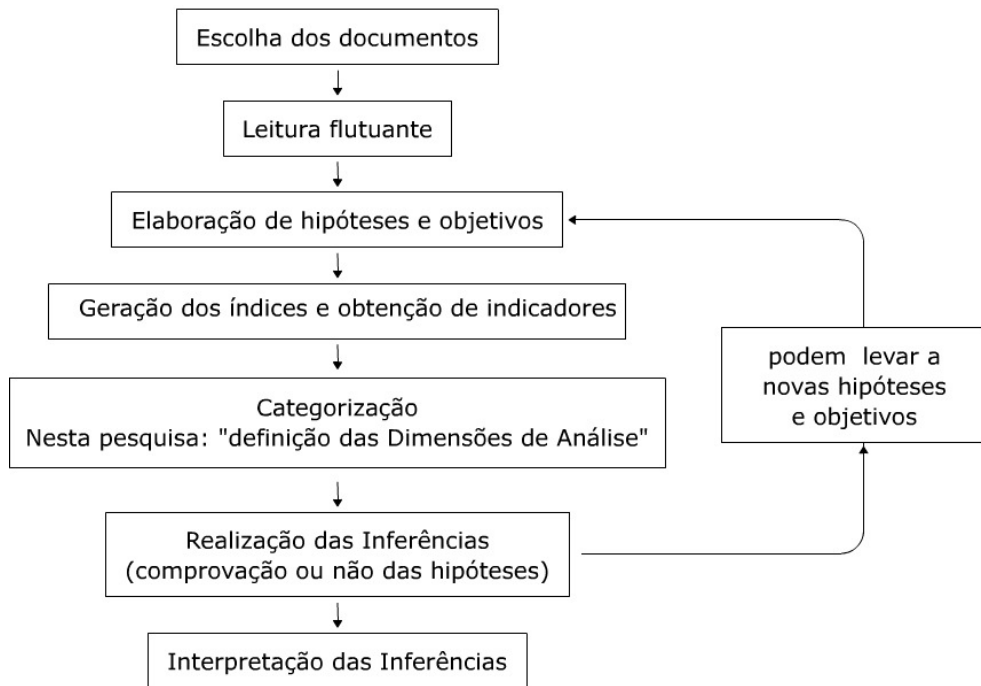 Escolha dos documentos
Leitura flutuante
Elaboração de hipóteses e objetivos
Geração dos índices e obtenção de indicadores
Categorização
Nesta pesquisa: "definição das Dimensões de Análise"
Realização das Inferências
(comprovação ou não das hipóteses)
Interpretação das Inferências
podem levar a
novas hipóteses
e objetivos